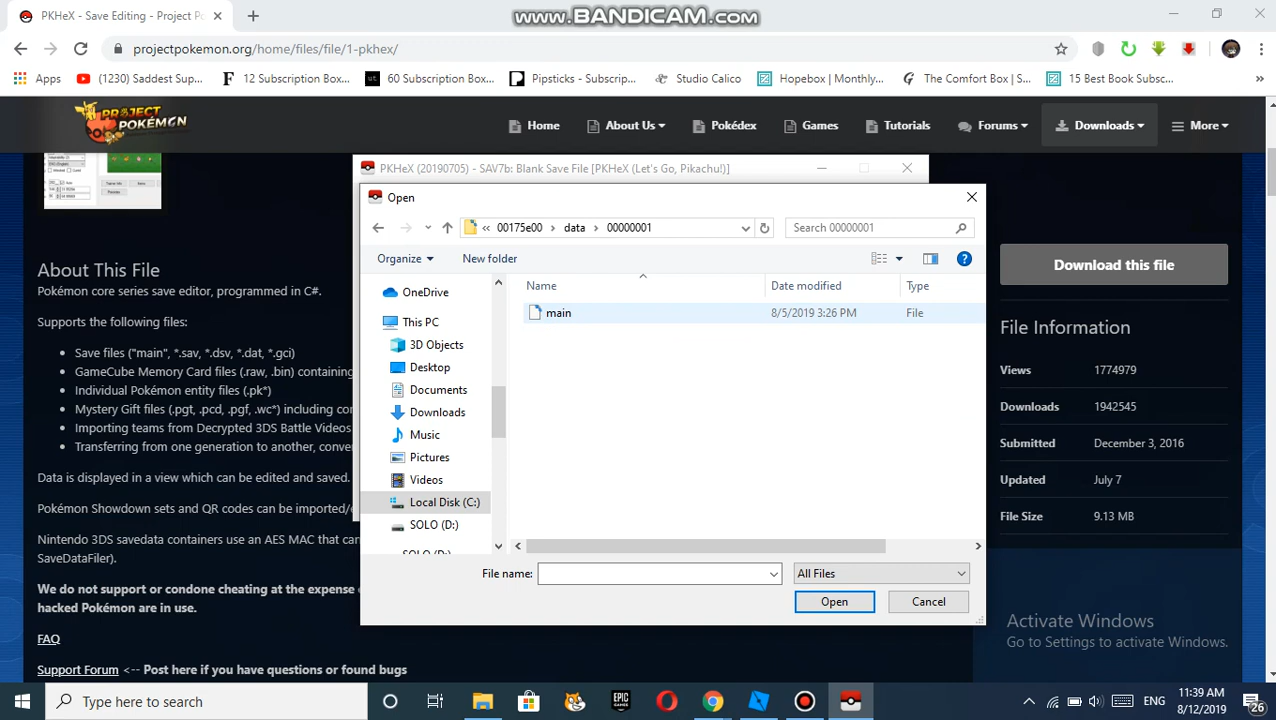 PKHeX - Save Editing - Project Po
www.BANDICAM.com
projectpokemon.org/home/files/file/1-pkhex/
Apps (1230) Saddest Sup... 12 Subscription Box... 60 Subscription Box... Pipsticks - Subscrip... Studio Calico Hopebox | Monthly... The Comfort Box | S... 15 Best Book Subsc... »
PROJECT POKÉMON
Home About Us Pokédex Games Tutorials Forums Downloads More
PKHeX (20190705) - SAV7b: Blank Save File [PKHeX (Let's Go, Pikachu!)]
Open
« 00175e00 › data › 00000001
Search 00000001
Organize New folder
Name Date modified Type
main 8/5/2019 3:26 PM File
OneDrive
This PC
3D Objects
Desktop
Documents
Downloads
Music
Pictures
Videos
Local Disk (C:)
SOLO (D:)
SOLO (D:)
File name:
All Files
Open Cancel
About This File
Pokémon core series save editor, programmed in C#.
Supports the following files:
Save files ("main", *.sav, *.dsv, *.dat, *.gci)
GameCube Memory Card files (.raw, .bin) containing
Individual Pokémon entity files (.pk*)
Mystery Gift files (.pgt, .pcd, .pgf, .wc*) including co
Importing teams from Decrypted 3DS Battle Videos
Transferring from one generation to another, conve
Data is displayed in a view which can be edited and saved.
Pokémon Showdown sets and QR codes can be imported/e
Nintendo 3DS savedata containers use an AES MAC that can
SaveDataFiler).
We do not support or condone cheating at the expense o
hacked Pokémon are in use.
FAQ
Support Forum <-- Post here if you have questions or found bugs
Download this file
File Information
Views 1774979
Downloads 1942545
Submitted December 3, 2016
Updated July 7
File Size 9.13 MB
Activate Windows
Go to Settings to activate Windows.
Type here to search
EPIC GAMES
ENG
11:39 AM
8/12/2019
26